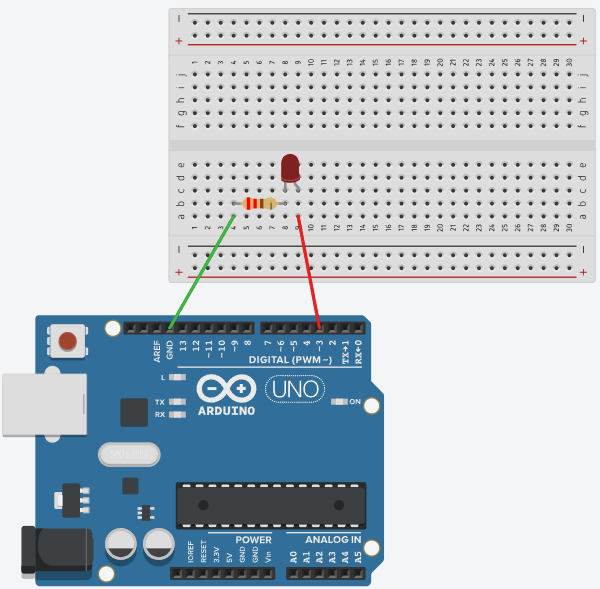 − −
+ +
1 2 3 4 5 6 7 8 9 10 11 12 13 14 15 16 17 18 19 20 21 22 23 24 25 26 27 28 29 30
j j
i i
h h
g g
f f
e e
d d
c c
b b
a a
1 2 3 4 5 6 7 8 9 10 11 12 13 14 15 16 17 18 19 20 21 22 23 24 25 26 27 28 29 30
− −
+ +
AREF GND 13 12 ~11 ~10 ~9 8 7 ~6 ~5 4 ~3 2 TX→1 RX←0
DIGITAL (PWM ~)
L
TX
RX
ARDUINO
UNO
ON
POWER
ANALOG IN
IOREF RESET 3.3V 5V GND GND Vin A0 A1 A2 A3 A4 A5